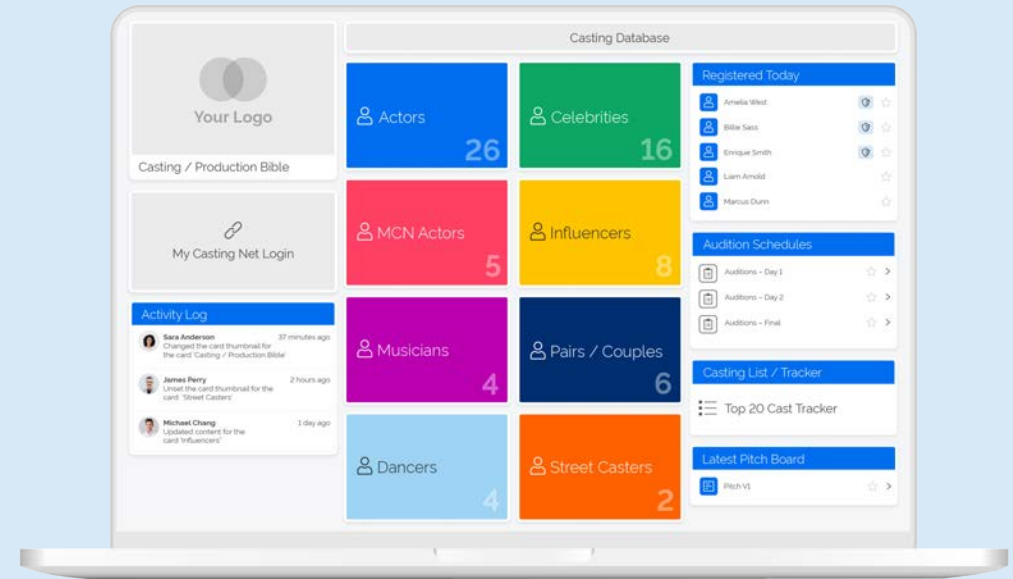 Your Logo
Casting / Production Bible
My Casting Net Login
Activity Log
Sara Anderson 37 minutes ago
Changed the card thumbnail for
the card 'Casting / Production Bible'
James Perry 2 hours ago
Unset the card thumbnail for the
card 'Street Casters'
Michael Chang 1 day ago
Updated content for the
card 'Influencers'
Casting Database
Actors
26
Celebrities
16
MCN Actors
5
Influencers
8
Musicians
4
Pairs / Couples
6
Dancers
4
Street Casters
2
Registered Today
Amelia West
Billie Sass
Enrique Smith
Liam Arnold
Marcus Dunn
Audition Schedules
Auditions – Day 1
Auditions – Day 2
Auditions – Final
Casting List / Tracker
Top 20 Cast Tracker
Latest Pitch Board
Pitch V1